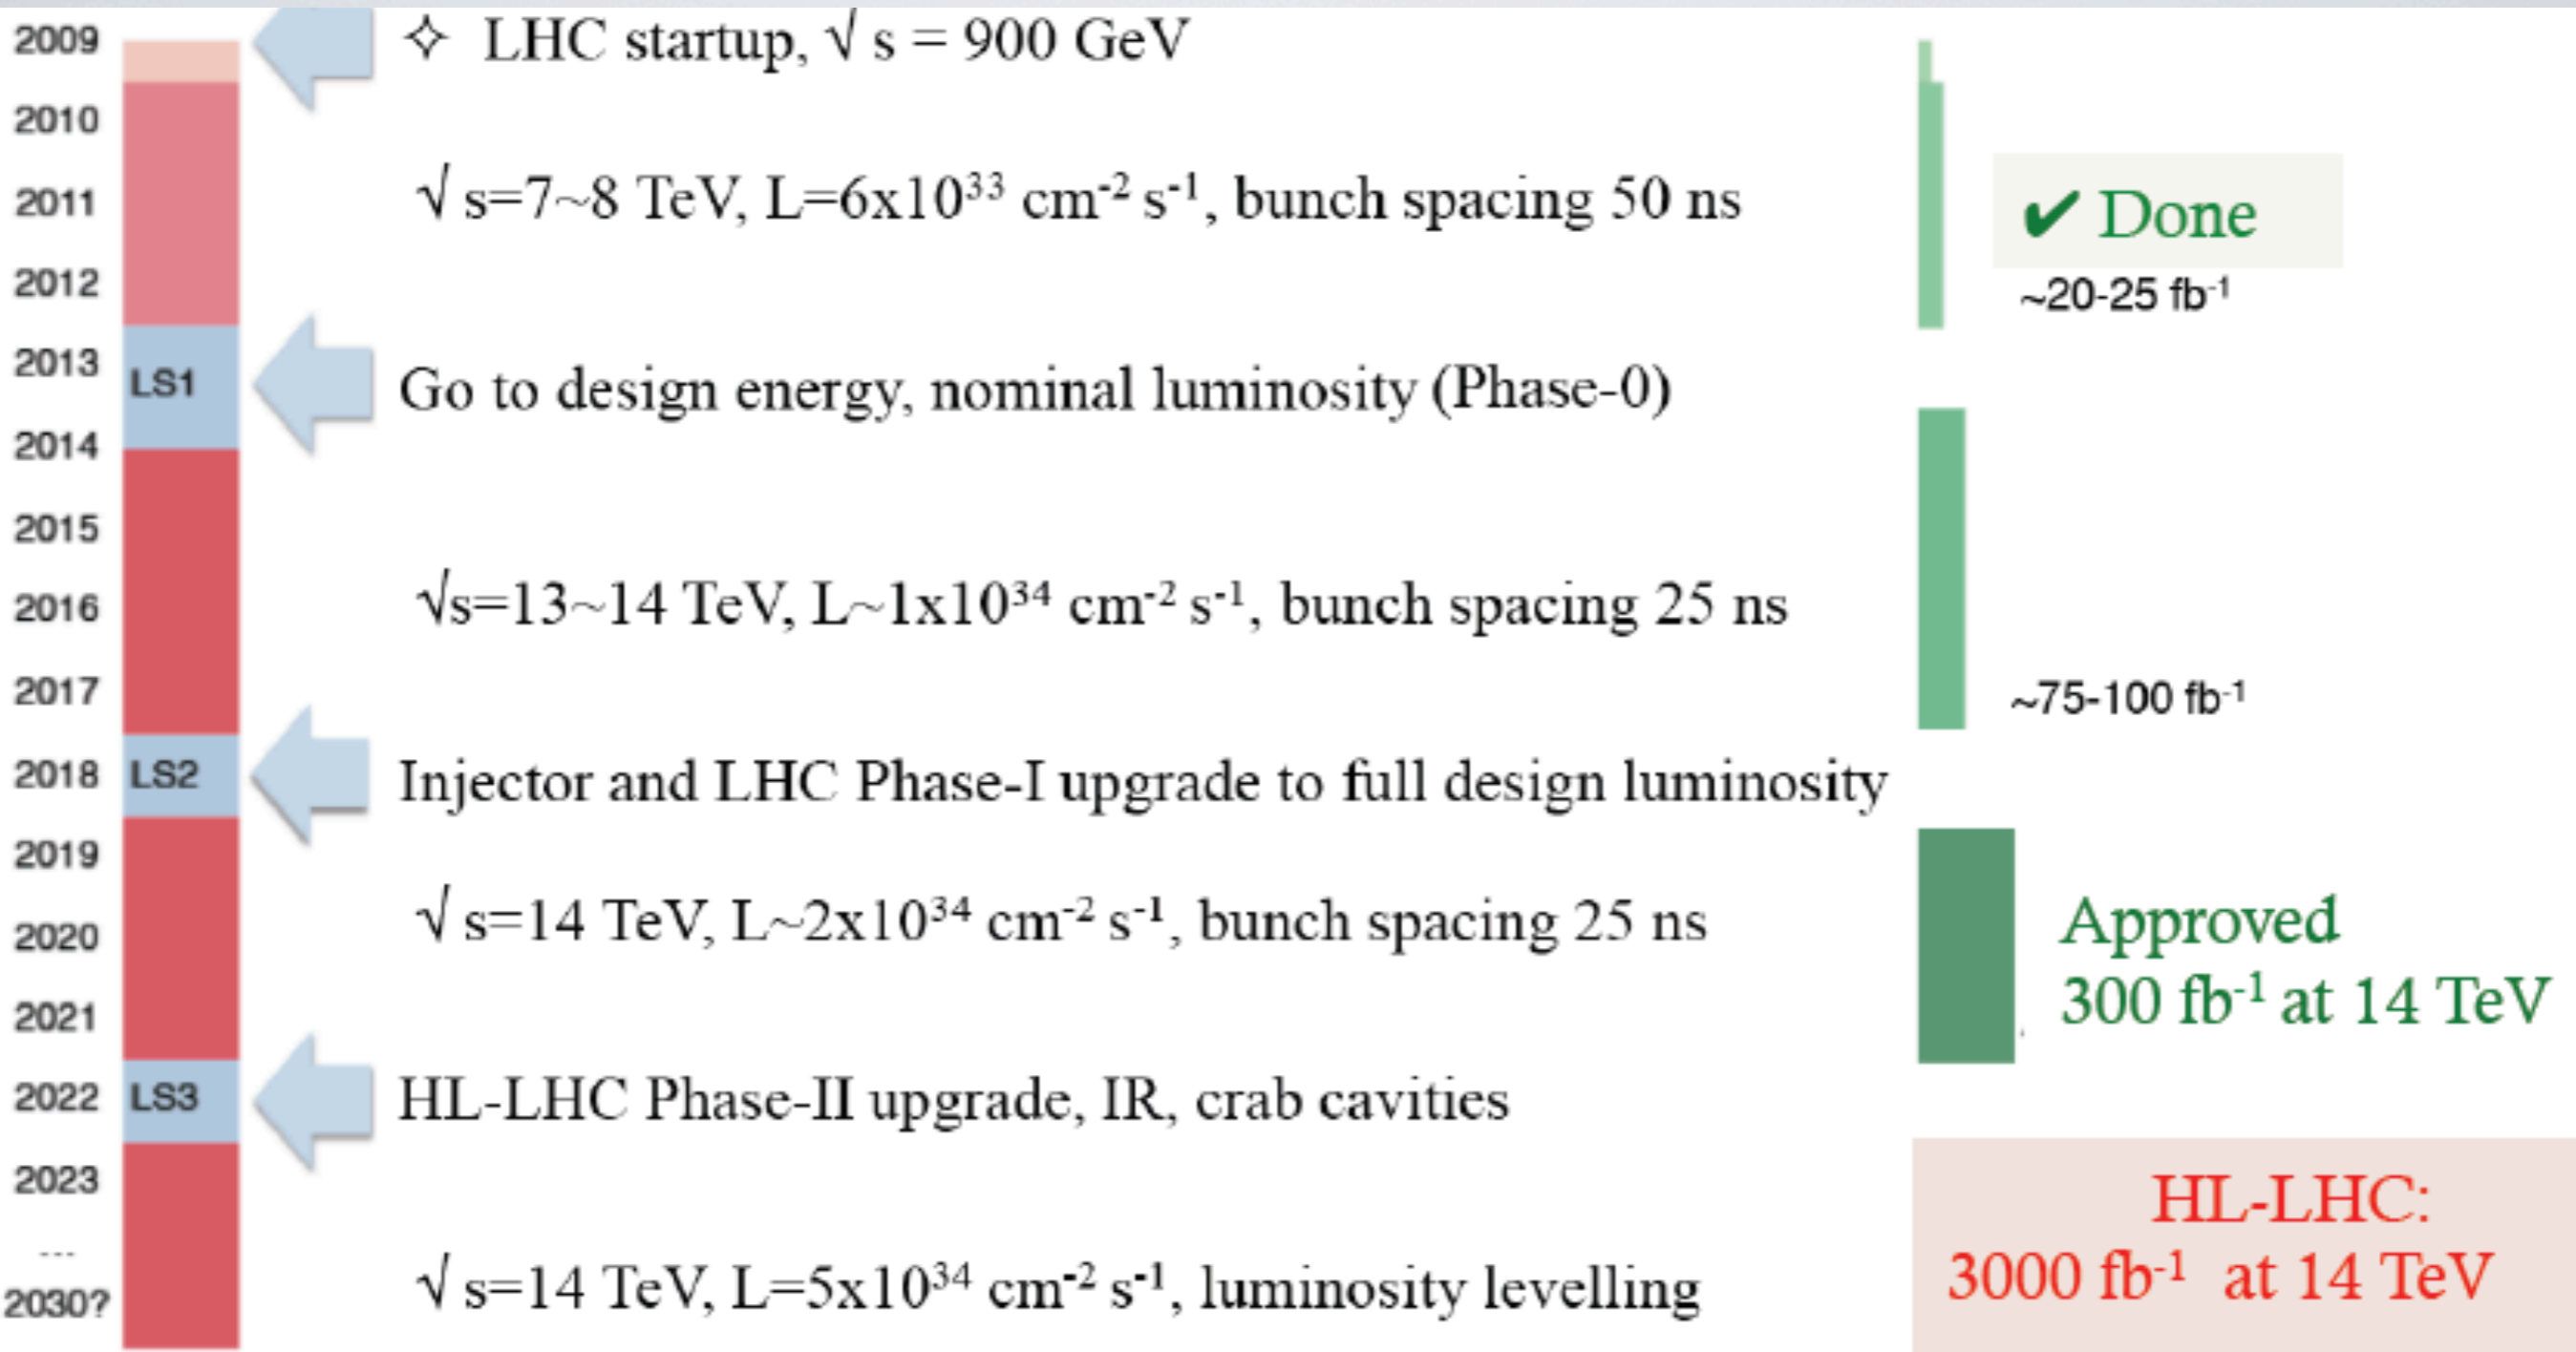 2009
✧ LHC startup, √ s = 900 GeV
2010
2011
√ s=7~8 TeV, L=6x10³³ cm⁻² s⁻¹, bunch spacing 50 ns
✔ Done
2012
~20-25 fb⁻¹
2013
LS1
Go to design energy, nominal luminosity (Phase-0)
2014
2015
2016
√s=13~14 TeV, L~1x10³⁴ cm⁻² s⁻¹, bunch spacing 25 ns
2017
~75-100 fb⁻¹
2018
LS2
Injector and LHC Phase-I upgrade to full design luminosity
2019
2020
√ s=14 TeV, L~2x10³⁴ cm⁻² s⁻¹, bunch spacing 25 ns
Approved
300 fb⁻¹ at 14 TeV
2021
2022
LS3
HL-LHC Phase-II upgrade, IR, crab cavities
2023
HL-LHC:
3000 fb⁻¹ at 14 TeV
---
2030?
√ s=14 TeV, L=5x10³⁴ cm⁻² s⁻¹, luminosity levelling